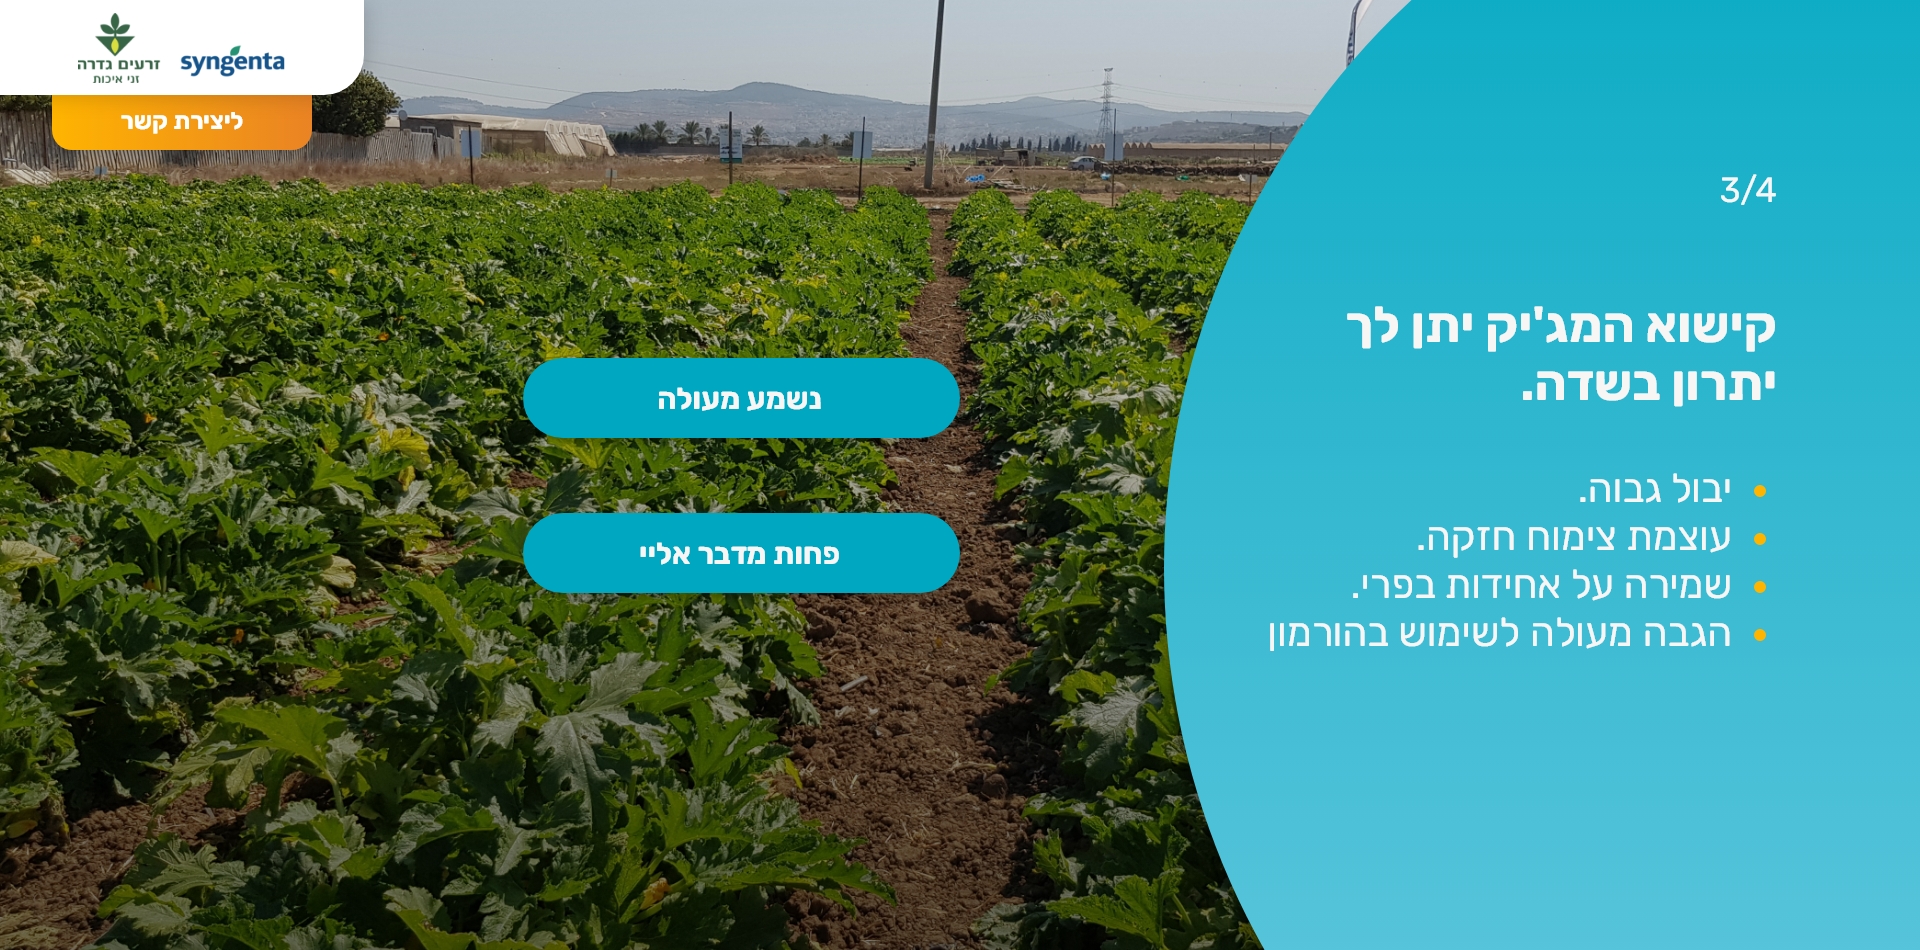 זרעים גדרה
זני איכות
syngenta
ליצירת קשר
3/4
קישוא המג'יק יתן לך
יתרון בשדה.
יבול גבוה.
עוצמת צימוח חזקה.
שמירה על אחידות בפרי.
הגבה מעולה לשימוש בהורמון
נשמע מעולה
פחות מדבר אליי